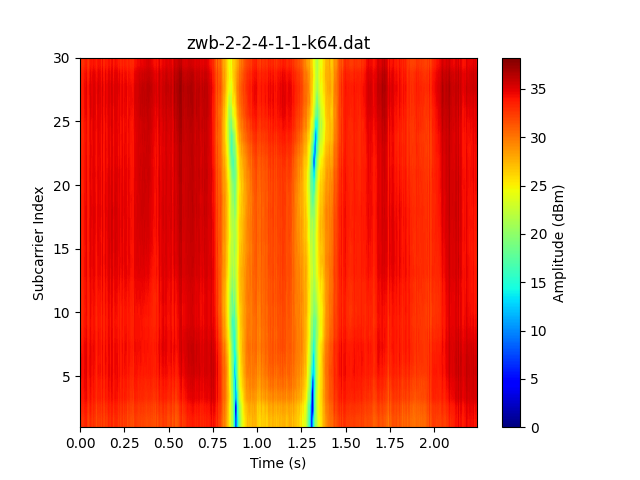 zwb-2-2-4-1-1-k64.dat
30
25
20
15
10
5
Subcarrier Index
0.00 0.25 0.50 0.75 1.00 1.25 1.50 1.75 2.00
Time (s)
35
30
25
20
15
10
5
0
Amplitude (dBm)